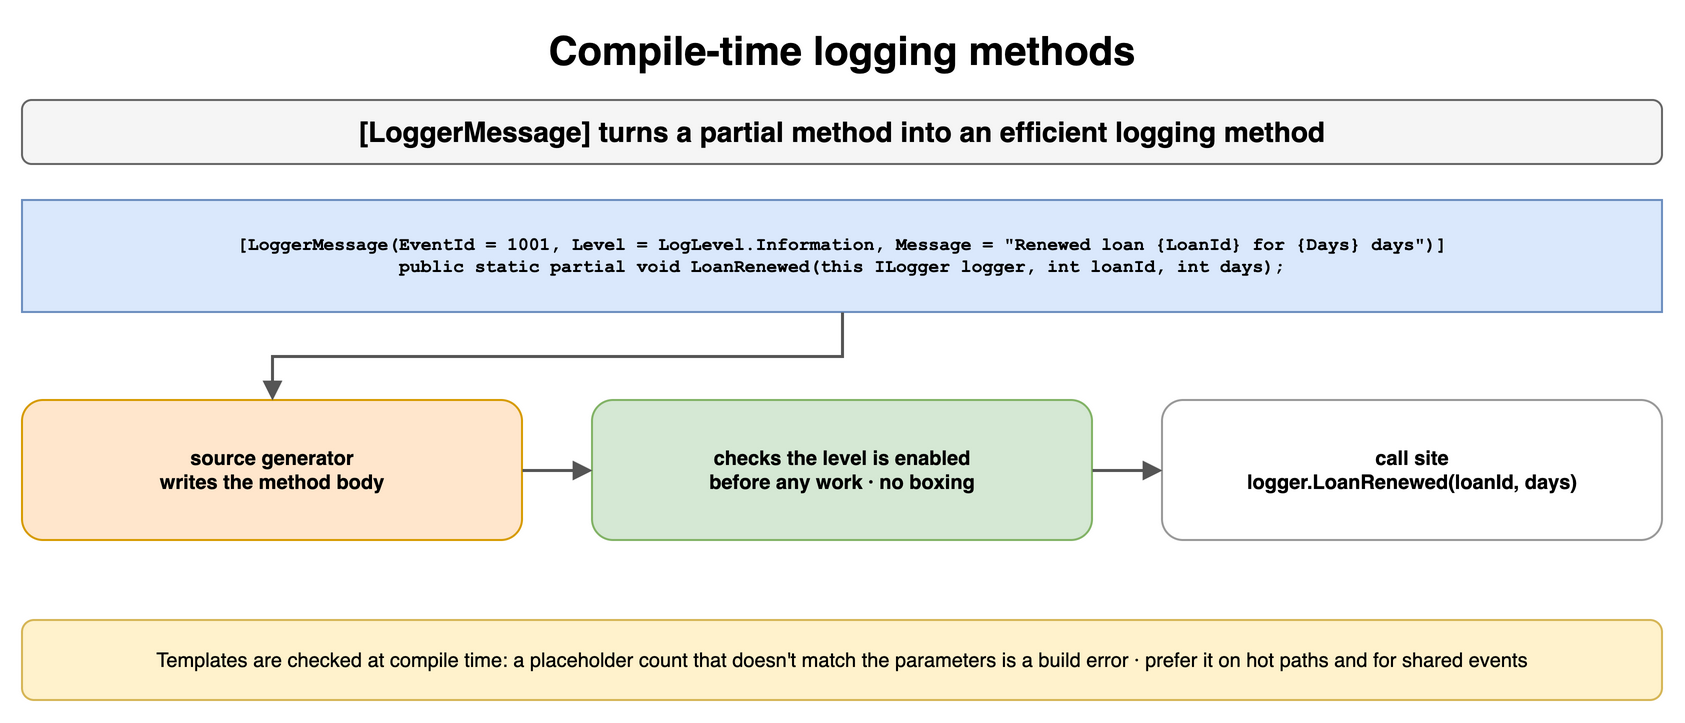 Compile-time logging methods
[LoggerMessage] turns a partial method into an efficient logging method
[LoggerMessage(EventId = 1001, Level = LogLevel.Information, Message = "Renewed loan {LoanId} for {Days} days")]
public static partial void LoanRenewed(this ILogger logger, int loanId, int days);
source generator
writes the method body
checks the level is enabled
before any work · no boxing
call site
logger.LoanRenewed(loanId, days)
Templates are checked at compile time: a placeholder count that doesn't match the parameters is a build error · prefer it on hot paths and for shared events